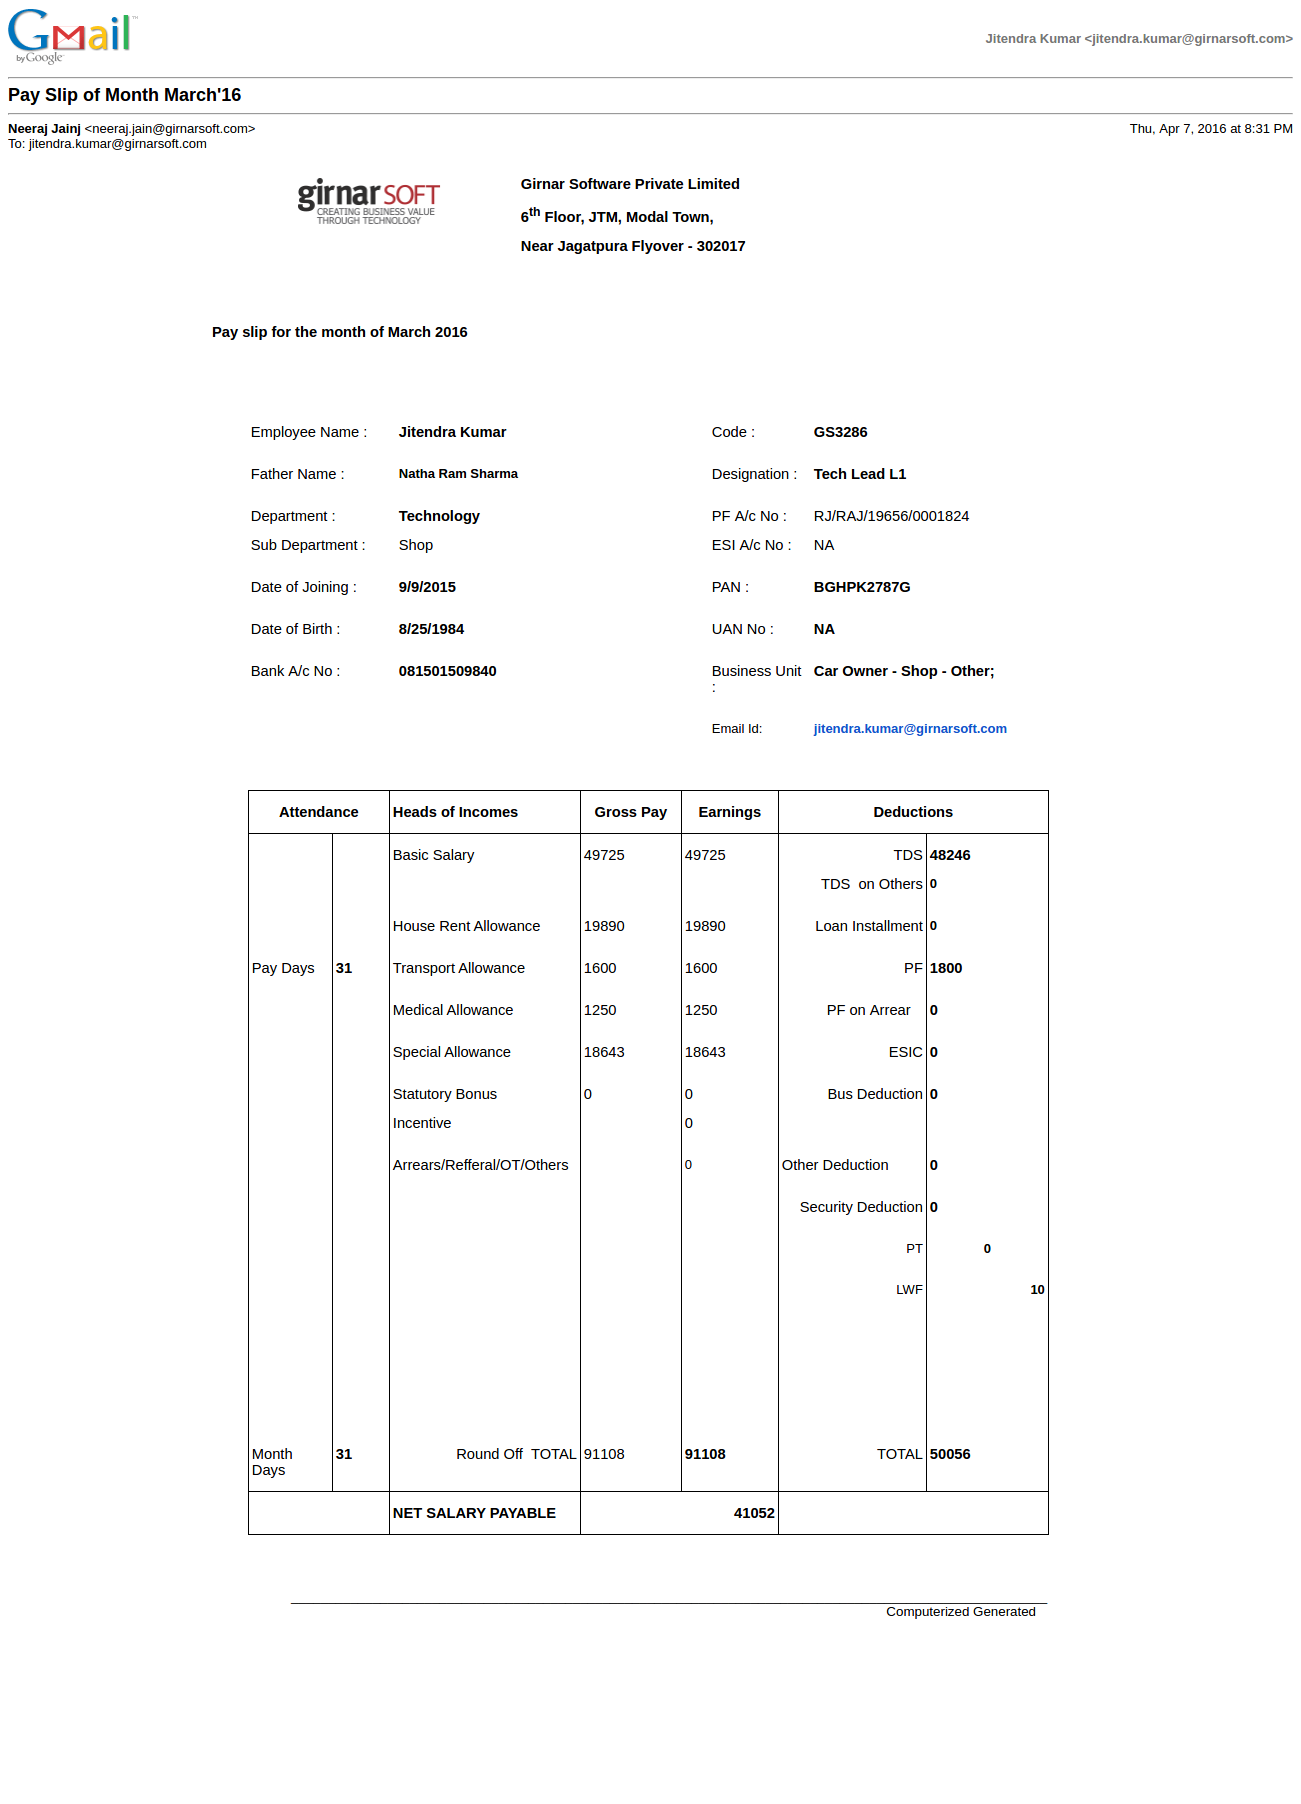 Gmail™
by Google
Jitendra Kumar <jitendra.kumar@girnarsoft.com>
Pay Slip of Month March'16
Neeraj Jainj <neeraj.jain@girnarsoft.com>
Thu, Apr 7, 2016 at 8:31 PM
To: jitendra.kumar@girnarsoft.com
girnarSOFT
CREATING BUSINESS VALUE
THROUGH TECHNOLOGY
Girnar Software Private Limited
6th Floor, JTM, Modal Town,
Near Jagatpura Flyover - 302017
Pay slip for the month of March 2016
Employee Name : Jitendra Kumar Code : GS3286
Father Name : Natha Ram Sharma Designation : Tech Lead L1
Department : Technology PF A/c No : RJ/RAJ/19656/0001824
Sub Department : Shop ESI A/c No : NA
Date of Joining : 9/9/2015 PAN : BGHPK2787G
Date of Birth : 8/25/1984 UAN No : NA
Bank A/c No : 081501509840 Business Unit Car Owner - Shop - Other;
:
Email Id: jitendra.kumar@girnarsoft.com
Attendance Heads of Incomes Gross Pay Earnings Deductions
Basic Salary 49725 49725 TDS 48246
TDS on Others 0
House Rent Allowance 19890 19890 Loan Installment 0
Pay Days 31 Transport Allowance 1600 1600 PF 1800
Medical Allowance 1250 1250 PF on Arrear 0
Special Allowance 18643 18643 ESIC 0
Statutory Bonus 0 0 Bus Deduction 0
Incentive 0
Arrears/Refferal/OT/Others 0 Other Deduction 0
Security Deduction 0
PT 0
LWF 10
Month 31 Round Off TOTAL 91108 91108 TOTAL 50056
Days
NET SALARY PAYABLE 41052
Computerized Generated